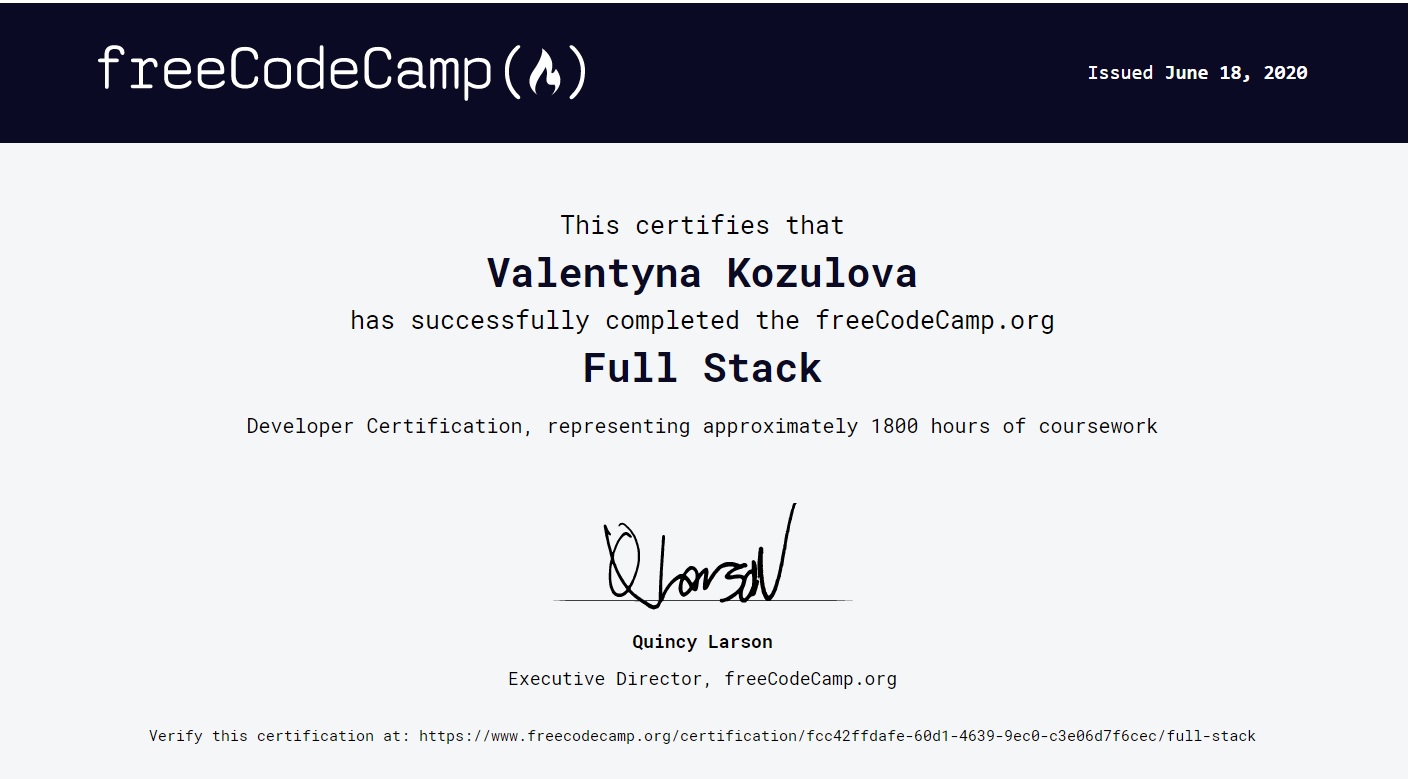 freeCodeCamp(🔥)
Issued June 18, 2020
This certifies that
Valentyna Kozulova
has successfully completed the freeCodeCamp.org
Full Stack
Developer Certification, representing approximately 1800 hours of coursework
Q Larson
Quincy Larson
Executive Director, freeCodeCamp.org
Verify this certification at: https://www.freecodecamp.org/certification/fcc42ffdafe-60d1-4639-9ec0-c3e06d7f6cec/full-stack